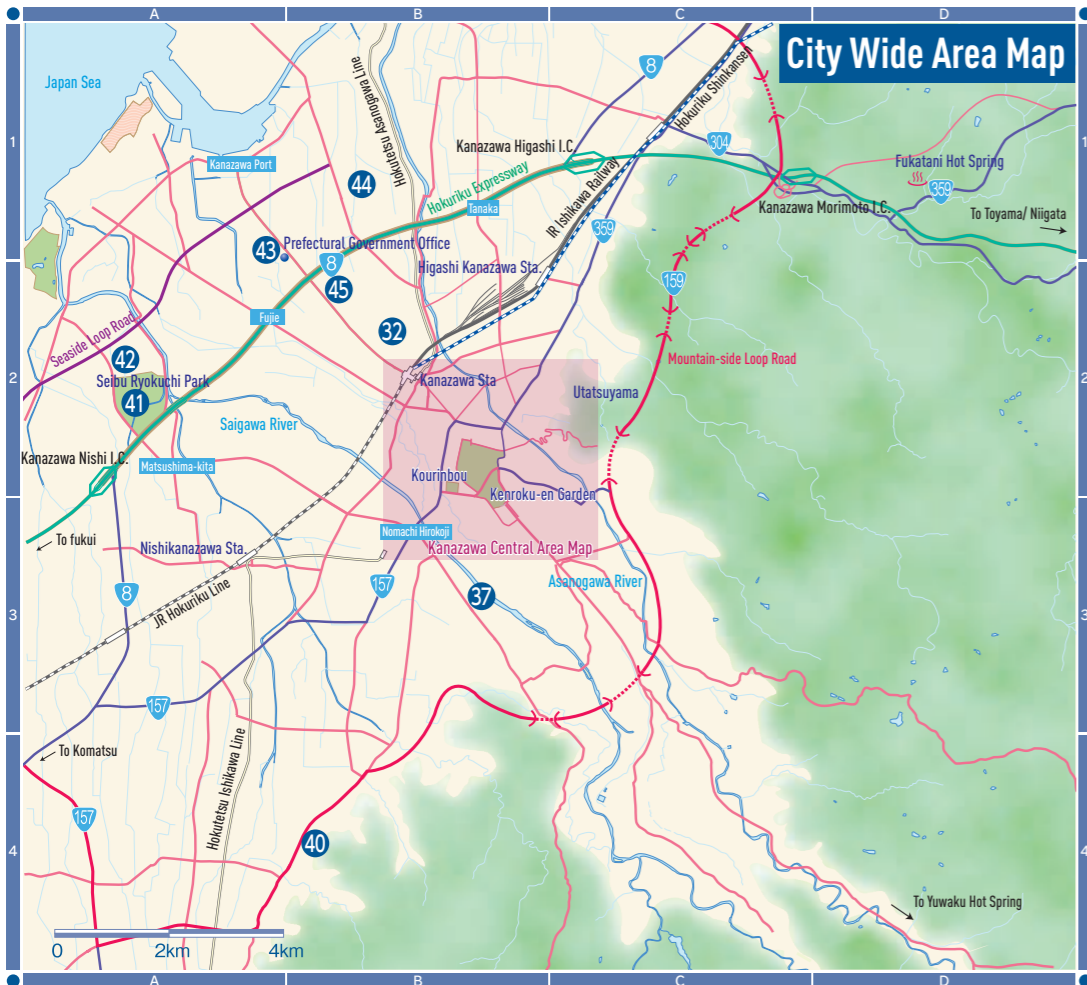 A B C D
City Wide Area Map
Japan Sea
8
Hokutetsu Asanogawa Line
Hokuriku Shinkansen
1
1
Kanazawa Higashi I.C.
304
Kanazawa Port
Fukatani Hot Spring
44
Hokuriku Expressway
IR Ishikawa Railway
359
Tanaka
Kanazawa Morimoto I.C.
To Toyama/ Niigata
359
43
Prefectural Government Office
8
Higashi Kanazawa Sta.
45
159
Fujie
32
Seaside Loop Road
42
Mountain-side Loop Road
2
2
Seibu Ryokuchi Park
Kanazawa Sta
41
Utatsuyama
Saigawa River
Kanazawa Nishi I.C.
Matsushima-kita
Kourinbou
Kenroku-en Garden
Nomachi Hirokoji
To fukui
Nishikanazawa Sta.
Kanazawa Central Area Map
8
157
Asanogawa River
37
JR Hokuriku Line
3
3
157
To Komatsu
Hokutetsu Ishikawa Line
157
40
4
4
To Yuwaku Hot Spring
0 2km 4km
A B C D